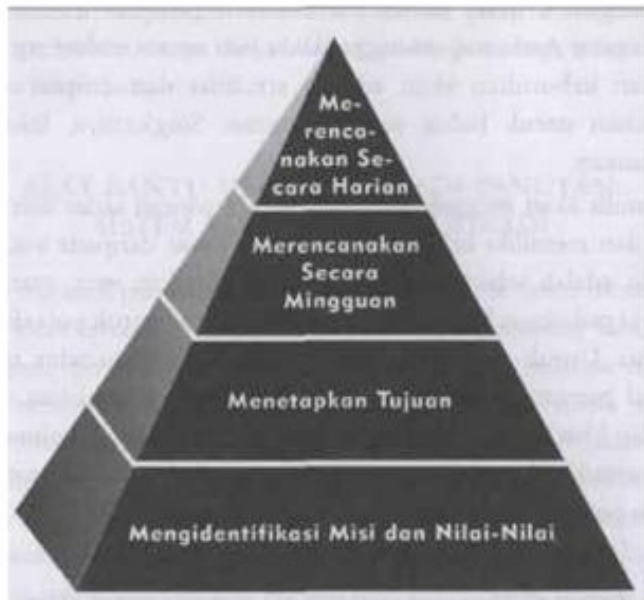 Me-
renca-
nakan Se-
cara Harian
Merencanakan
Secara
Mingguan
Menetapkan Tujuan
Mengidentifikasi Misi dan Nilai-Nilai